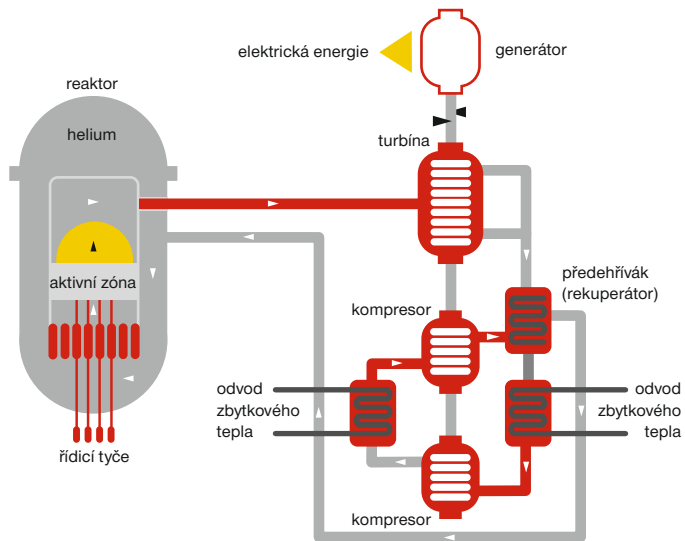 elektrická energie
generátor
reaktor
helium
turbína
aktivní zóna
předehřívák
(rekuperátor)
kompresor
odvod
zbytkového
tepla
odvod
zbytkového
tepla
řídicí tyče
kompresor